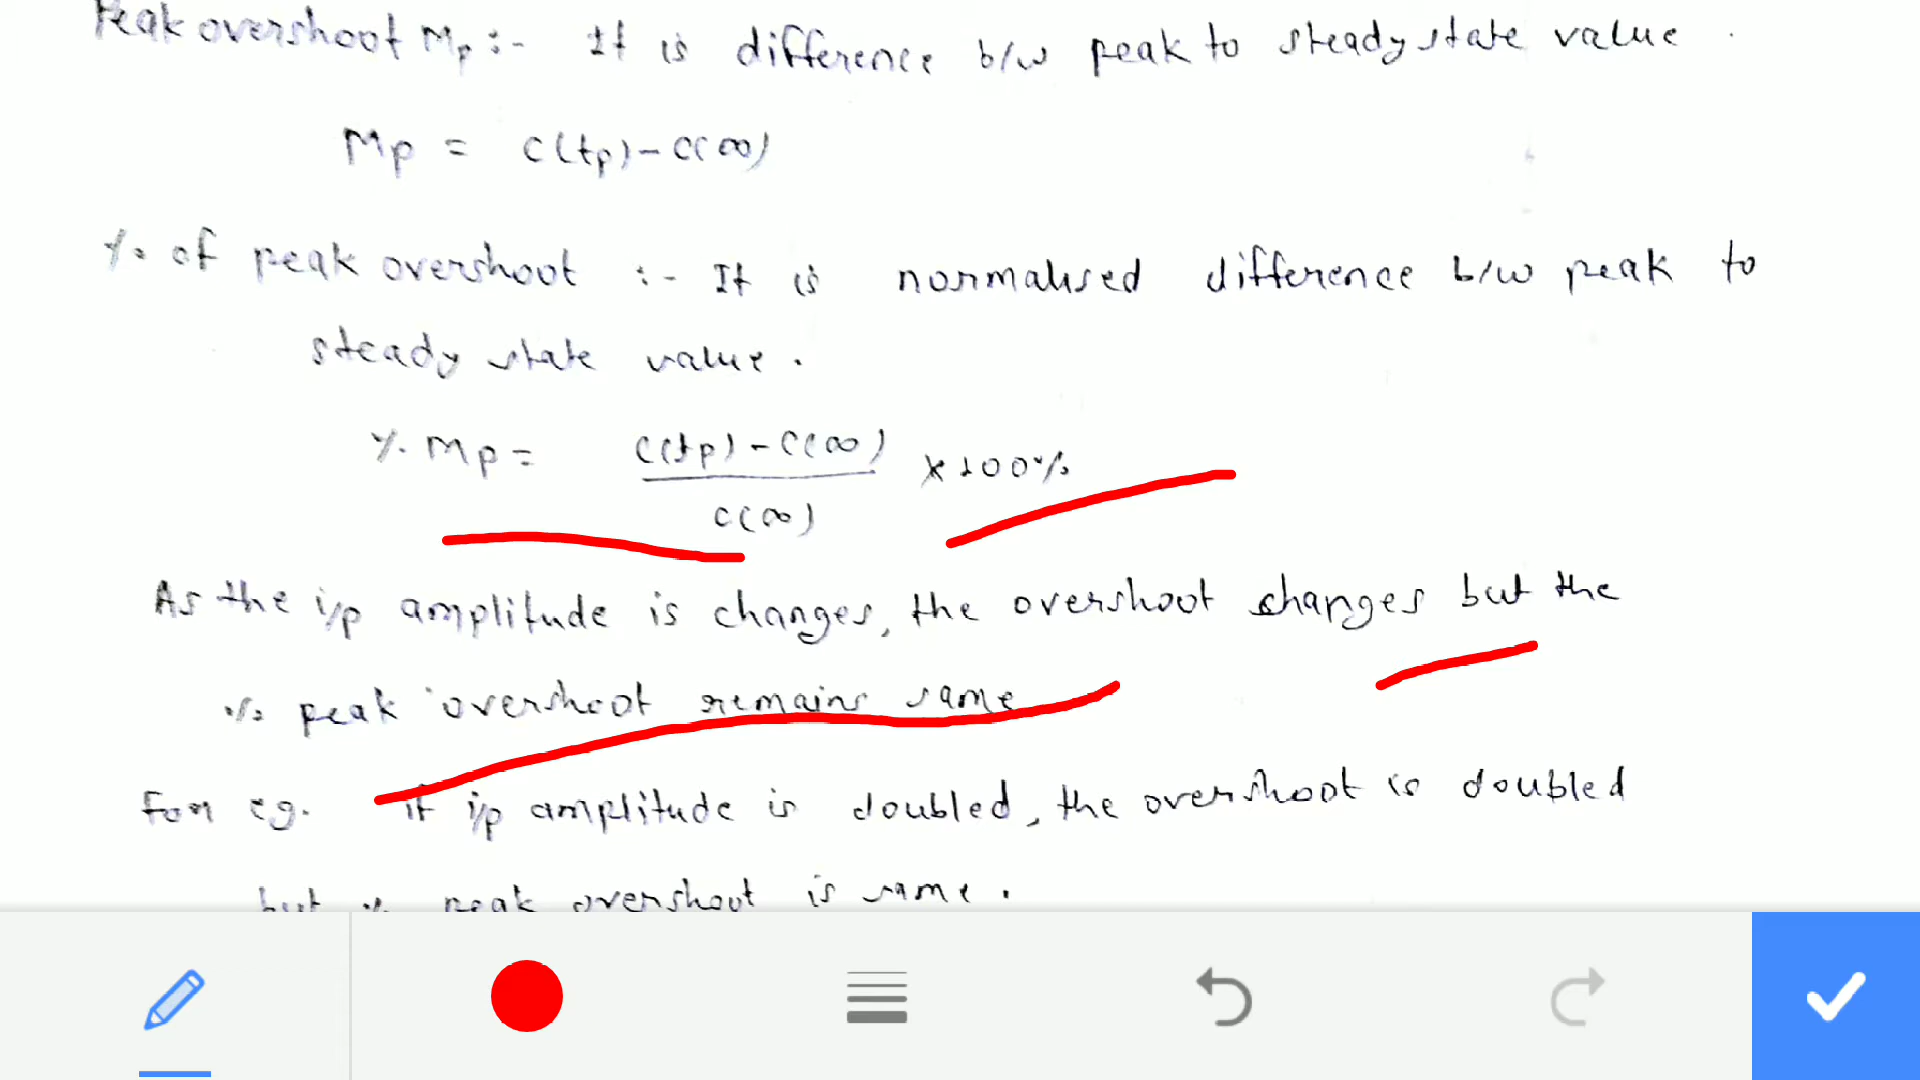 Peak overshoot Mp :- It is difference b/w peak to steady state value.
Mp = c(tp) - c(∞)
% of peak overshoot :- It is normalised difference b/w peak to
steady state value.
% Mp = c(tp) - c(∞) / c(∞) × 100%
As the i/p amplitude is changes, the overshoot changes but the
% peak overshoot remains same
For eg. if i/p amplitude is doubled, the overshoot is doubled
but % peak overshoot is same.